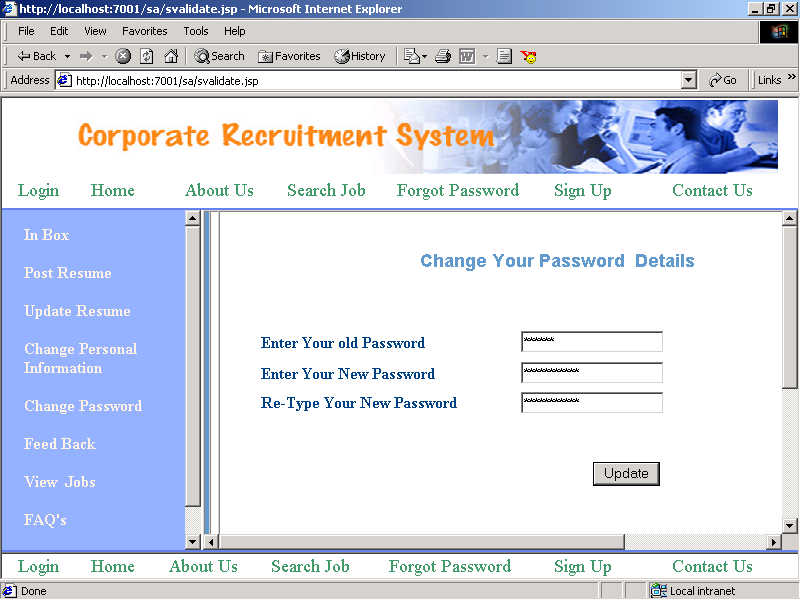 http://localhost:7001/sa/svalidate.jsp - Microsoft Internet Explorer
File Edit View Favorites Tools Help
Back Search Favorites History
Address http://localhost:7001/sa/svalidate.jsp Go Links »
Corporate Recruitment System
Login Home About Us Search Job Forgot Password Sign Up Contact Us
In Box
Post Resume
Update Resume
Change Personal
Information
Change Password
Feed Back
View Jobs
FAQ's
Change Your Password Details
Enter Your old Password ******
Enter Your New Password ************
Re-Type Your New Password ************
Update
Login Home About Us Search Job Forgot Password Sign Up Contact Us
Done Local intranet